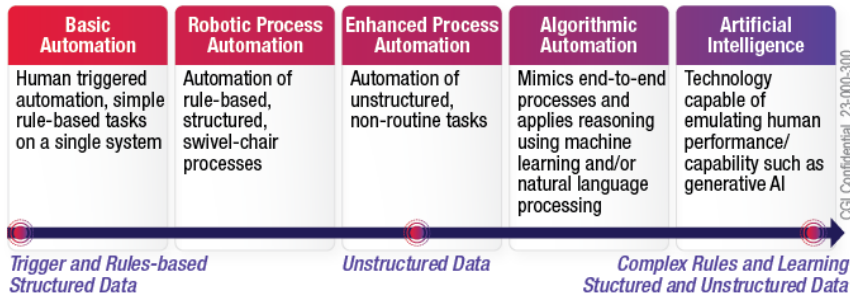 Basic
Automation
Robotic Process
Automation
Enhanced Process
Automation
Algorithmic
Automation
Artificial
Intelligence
Human triggered
automation, simple
rule-based tasks
on a single system
Automation of
rule-based,
structured,
swivel-chair
processes
Automation of
unstructured,
non-routine tasks
Mimics end-to-end
processes and
applies reasoning
using machine
learning and/or
natural language
processing
Technology
capable of
emulating human
performance/
capability such as
generative AI
Trigger and Rules-based
Structured Data
Unstructured Data
Complex Rules and Learning
Stuctured and Unstructured Data
CGI Confidential 23-000-300